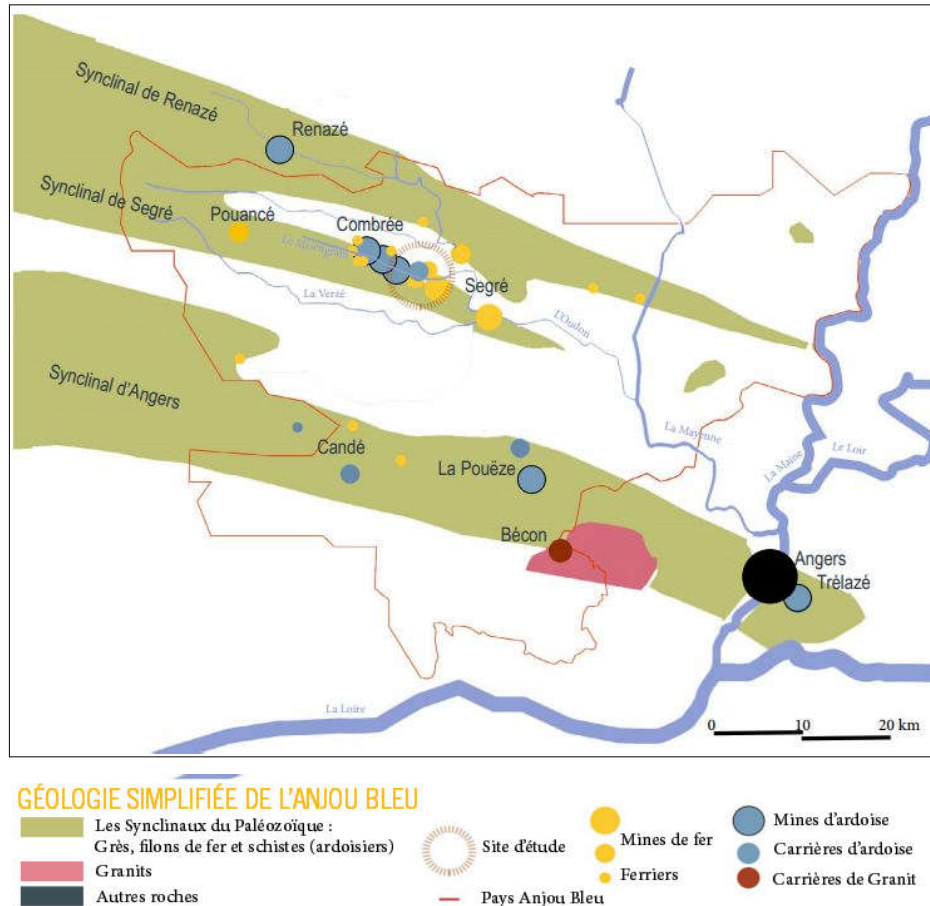 Synclinal de Renazé
Renazé
Synclinal de Segré
Pouancé
Combrée
Le Misengrain
La Verzé
Segré
L'Oudon
Synclinal d'Angers
Candé
La Pouëze
La Mayenne
La Maine
Le Loir
Bécon
Angers
Trélazé
La Loire
0 10 20 km
GÉOLOGIE SIMPLIFIÉE DE L'ANJOU BLEU
Les Synclinaux du Paléozoïque :
Grès, filons de fer et schistes (ardoisiers)
Granits
Autres roches
Site d'étude
Pays Anjou Bleu
Mines de fer
Ferriers
Mines d'ardoise
Carrières d'ardoise
Carrières de Granit